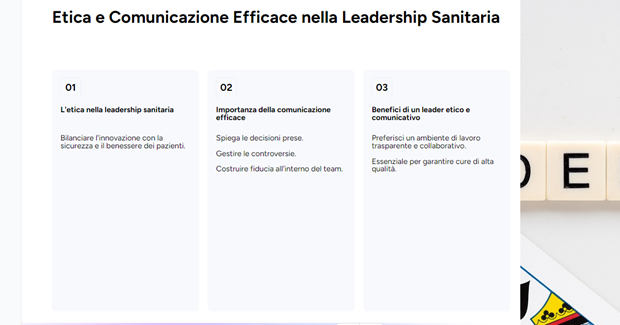 Etica e Comunicazione Efficace nella Leadership Sanitaria
01
L'etica nella leadership sanitaria
Bilanciare l'innovazione con la
sicurezza e il benessere dei pazienti.
02
Importanza della comunicazione
efficace
Spiega le decisioni prese.
Gestire le controversie.
Costruire fiducia all'interno del team.
03
Benefici di un leader etico e
comunicativo
Preferisci un ambiente di lavoro
trasparente e collaborativo.
Essenziale per garantire cure di alta
qualità.
DE